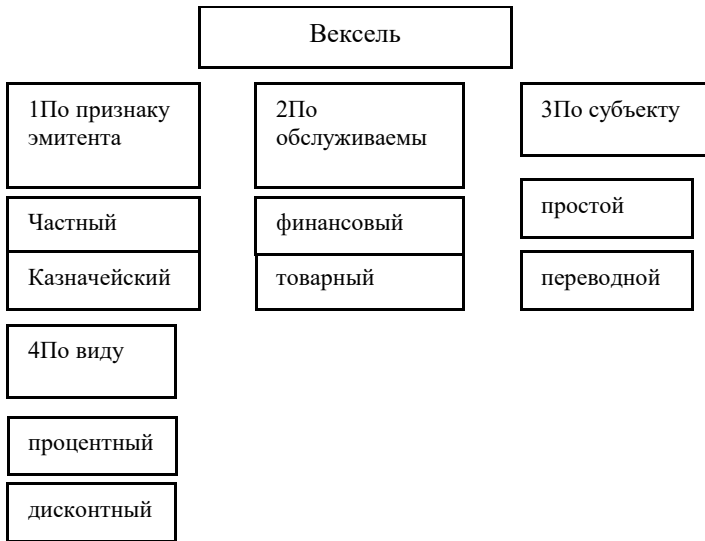 Вексель
1По признаку
эмитента
2По
обслуживаемы
3По субъекту
Частный
финансовый
простой
Казначейский
товарный
переводной
4По виду
процентный
дисконтный